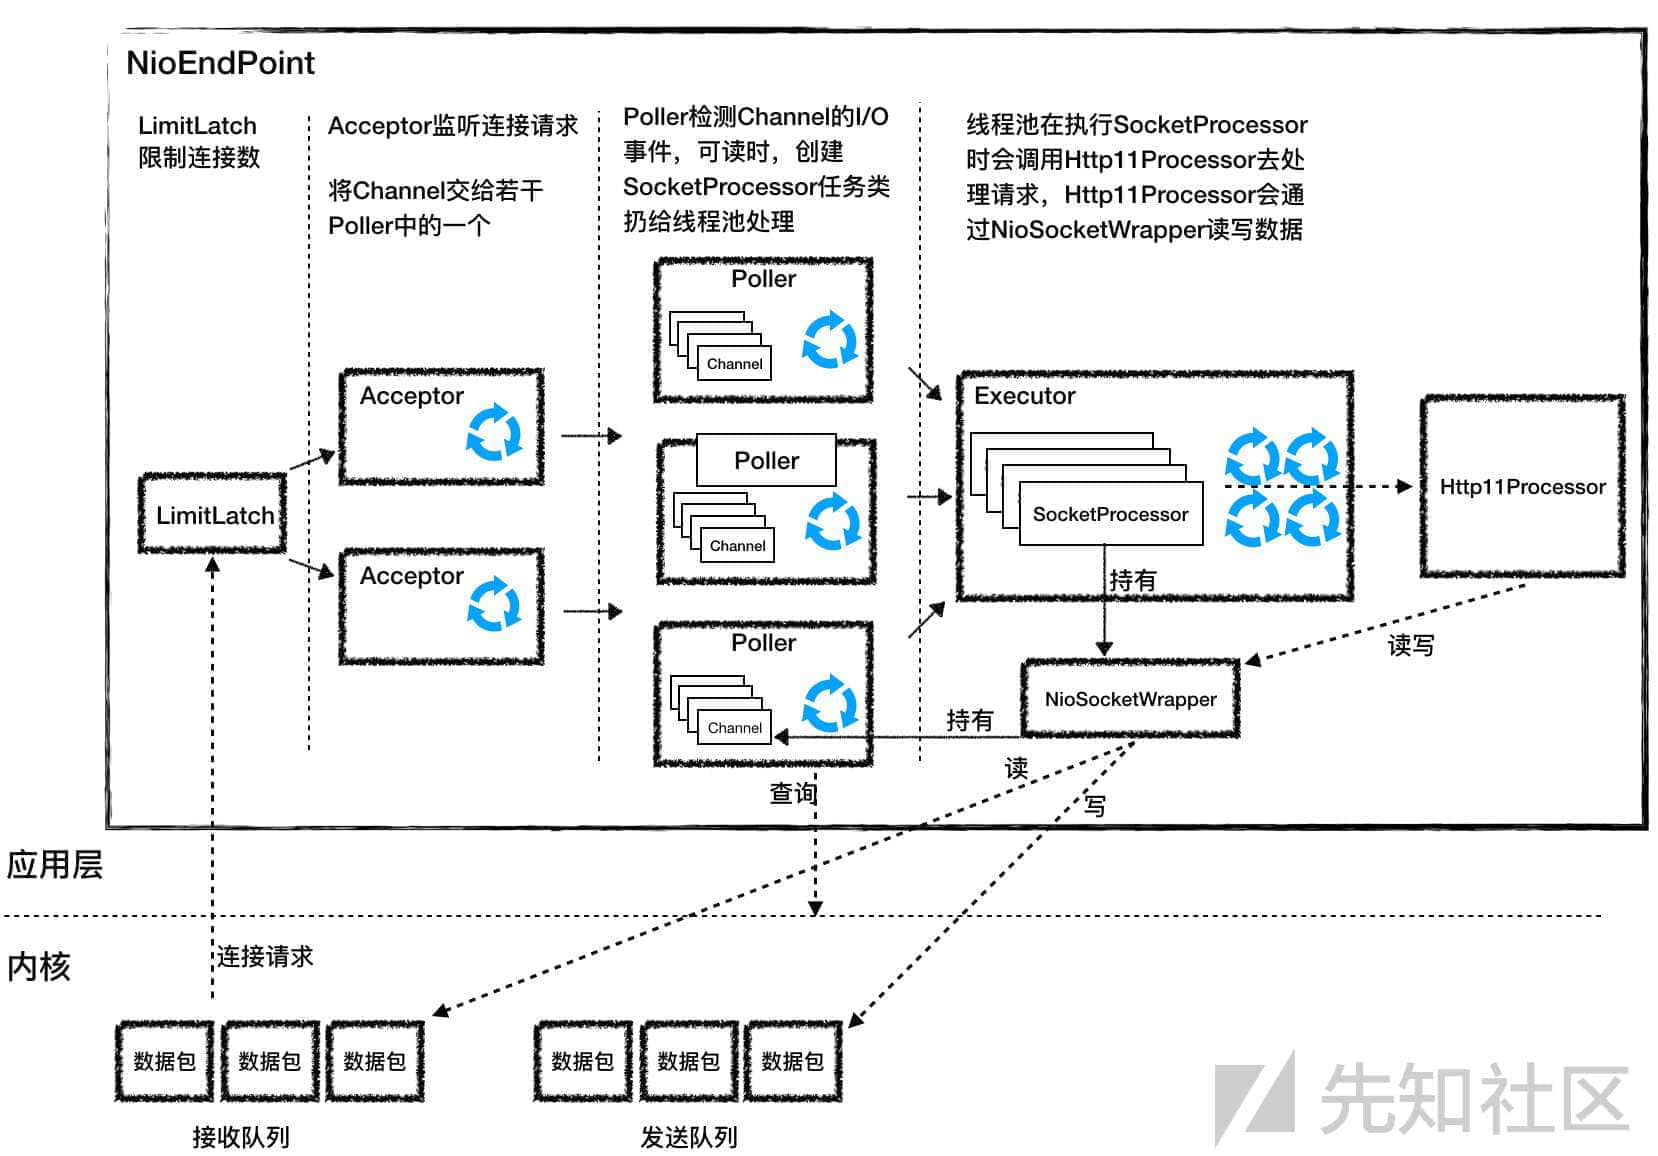 NioEndPoint
LimitLatch
限制连接数
Acceptor监听连接请求
将Channel交给若干
Poller中的一个
Poller检测Channel的I/O
事件，可读时，创建
SocketProcessor任务类
扔给线程池处理
线程池在执行SocketProcessor
时会调用Http11Processor去处
理请求，Http11Processor会通
过NioSocketWrapper读写数据
Poller
Channel
Acceptor
Executor
Poller
Http11Processor
LimitLatch
SocketProcessor
Channel
Acceptor
持有
Poller
读写
NioSocketWrapper
Channel
持有
读
查询
写
应用层
内核
连接请求
数据包
数据包
数据包
数据包
数据包
数据包
接收队列
发送队列
先知社区